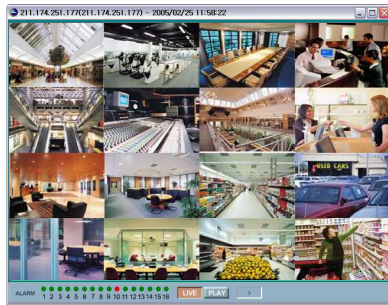 211.174.251.177(211.174.251.177) - 2005/02/25 11:58:22
USED CARS
ALARM
1 2 3 4 5 6 7 8 9 10 11 12 13 14 15 16
LIVE PLAY >